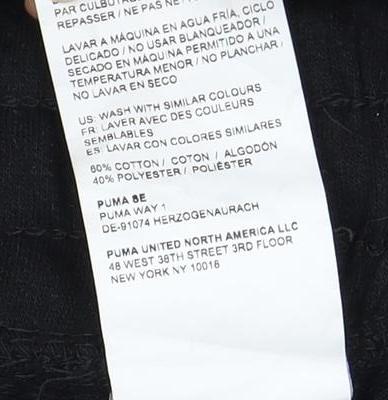 PAR CULBUTAGE
REPASSER / NE PAS NETT
LAVAR A MÁQUINA EN AGUA FRÍA, CICLO
DELICADO / NO USAR BLANQUEADOR /
SECADO EN MAQUINA PERMITIDO A UNA
TEMPERATURA MENOR / NO PLANCHAR /
NO LAVAR EN SECO
US: WASH WITH SIMILAR COLOURS
FR: LAVER AVEC DES COULEURS
SEMBLABLES
ES: LAVAR CON COLORES SIMILARES
60% COTTON / COTON / ALGODÓN
40% POLYESTER / POLIÉSTER
PUMA SE
PUMA WAY 1
DE-91074 HERZOGENAURACH
PUMA UNITED NORTH AMERICA LLC
48 WEST 38TH STREET 3RD FLOOR
NEW YORK NY 10018